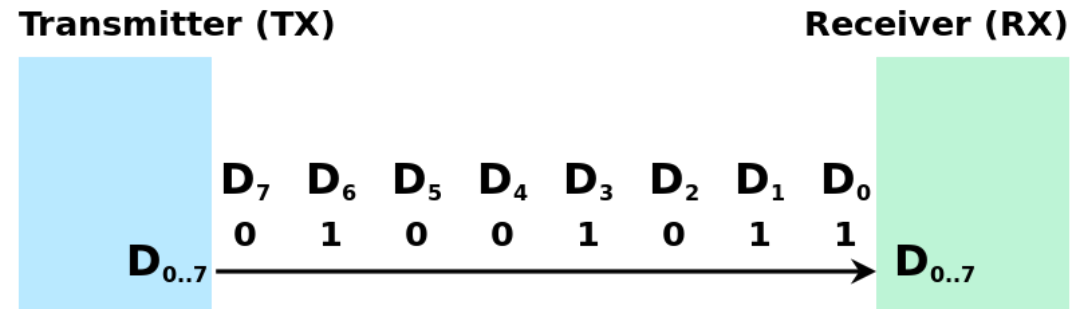 Transmitter (TX) Receiver (RX)
D₇ D₆ D₅ D₄ D₃ D₂ D₁ D₀
0 1 0 0 1 0 1 1
D₀..₇ D₀..₇